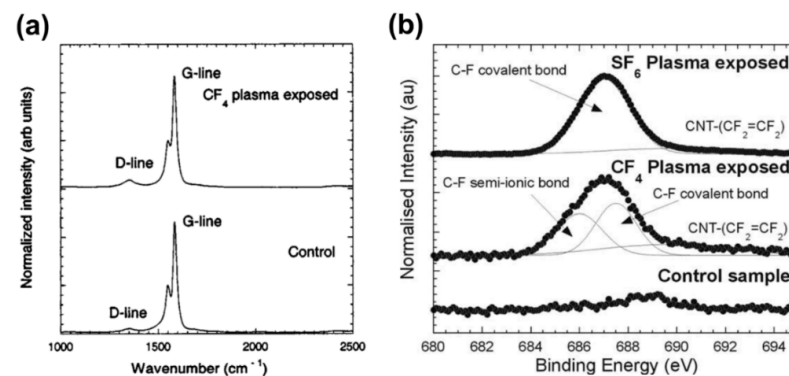 (a)
Normalized intensity (arb units)
G-line
CF4 plasma exposed
D-line
G-line
Control
D-line
1000 1500 2000 2500
Wavenumber (cm-1)
(b)
Normalised Intensity (au)
SF6 Plasma exposed
C-F covalent bond
CNT-(CF2=CF2)
CF4 Plasma exposed
C-F semi-ionic bond
C-F covalent bond
CNT-(CF2=CF2)
Control sample
680 682 684 686 688 690 692 694
Binding Energy (eV)